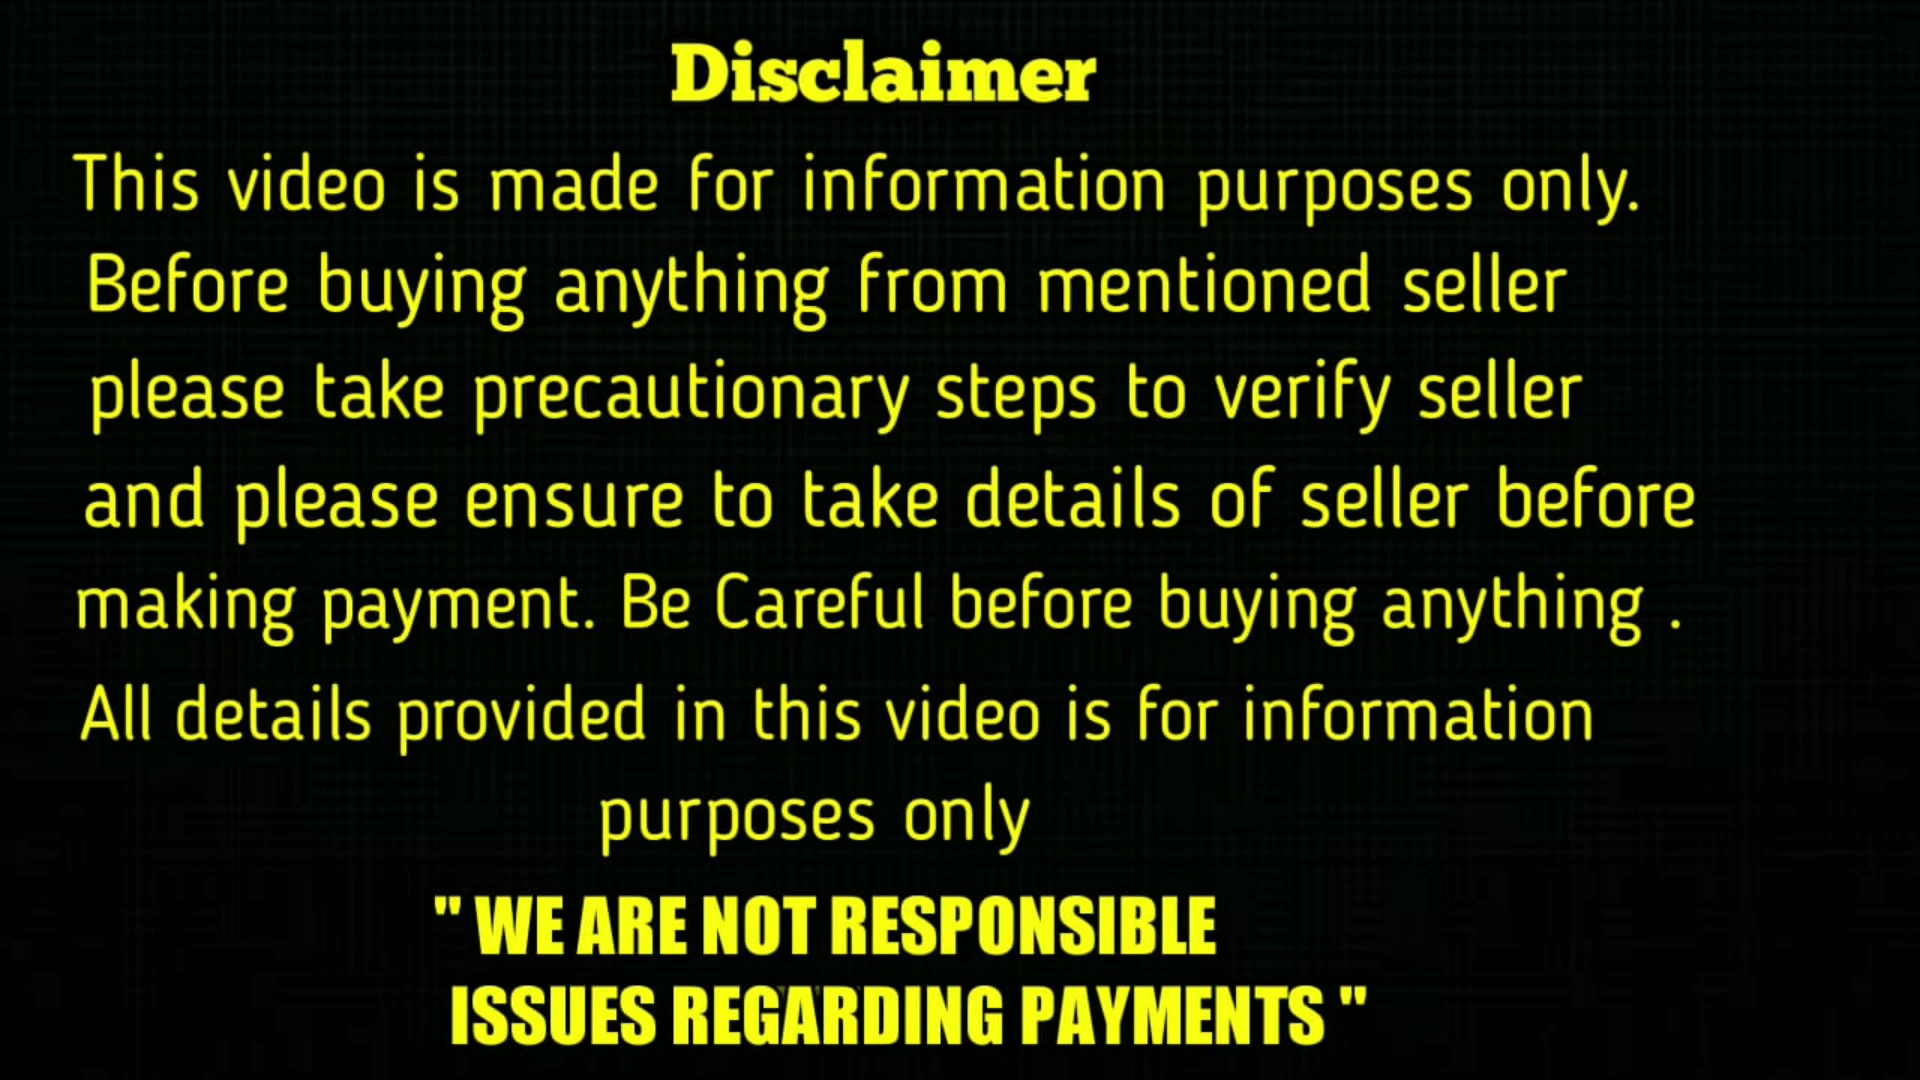 Disclaimer
This video is made for information purposes only.
Before buying anything from mentioned seller
please take precautionary steps to verify seller
and please ensure to take details of seller before
making payment. Be Careful before buying anything .
All details provided in this video is for information
purposes only
" WE ARE NOT RESPONSIBLE
ISSUES REGARDING PAYMENTS "